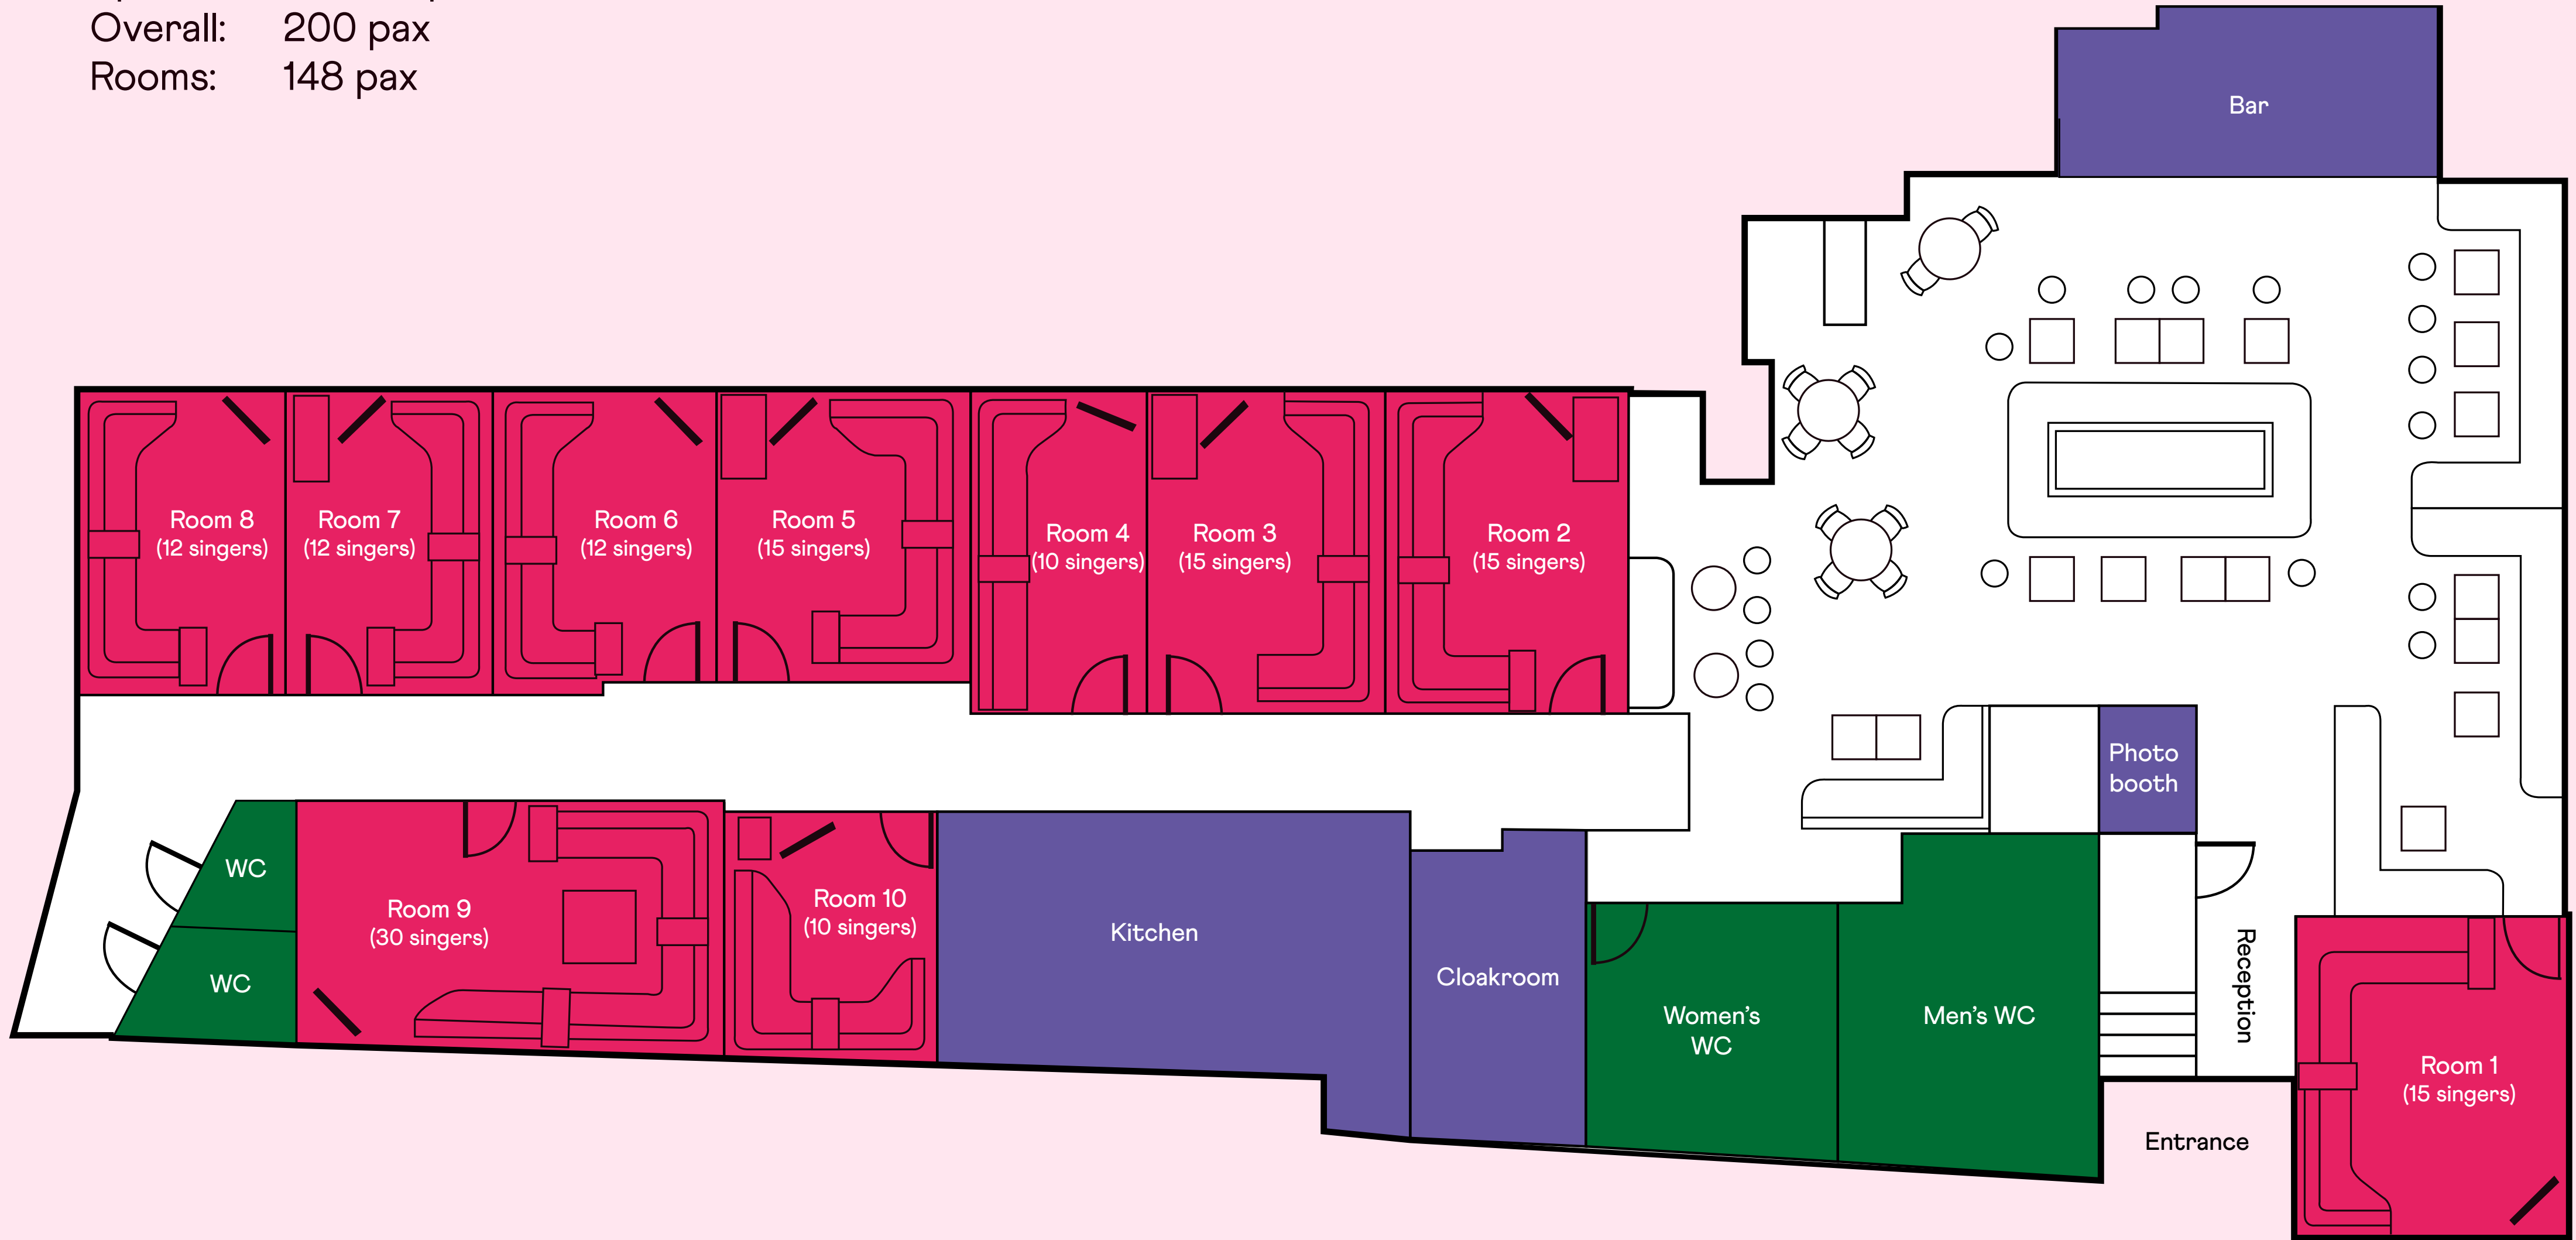 Overall: 200 pax
Rooms: 148 pax
Bar
Room 8
(12 singers)
Room 7
(12 singers)
Room 6
(12 singers)
Room 5
(15 singers)
Room 4
(10 singers)
Room 3
(15 singers)
Room 2
(15 singers)
Photo
booth
WC
WC
Room 9
(30 singers)
Room 10
(10 singers)
Kitchen
Cloakroom
Women's
WC
Men's WC
Reception
Entrance
Room 1
(15 singers)